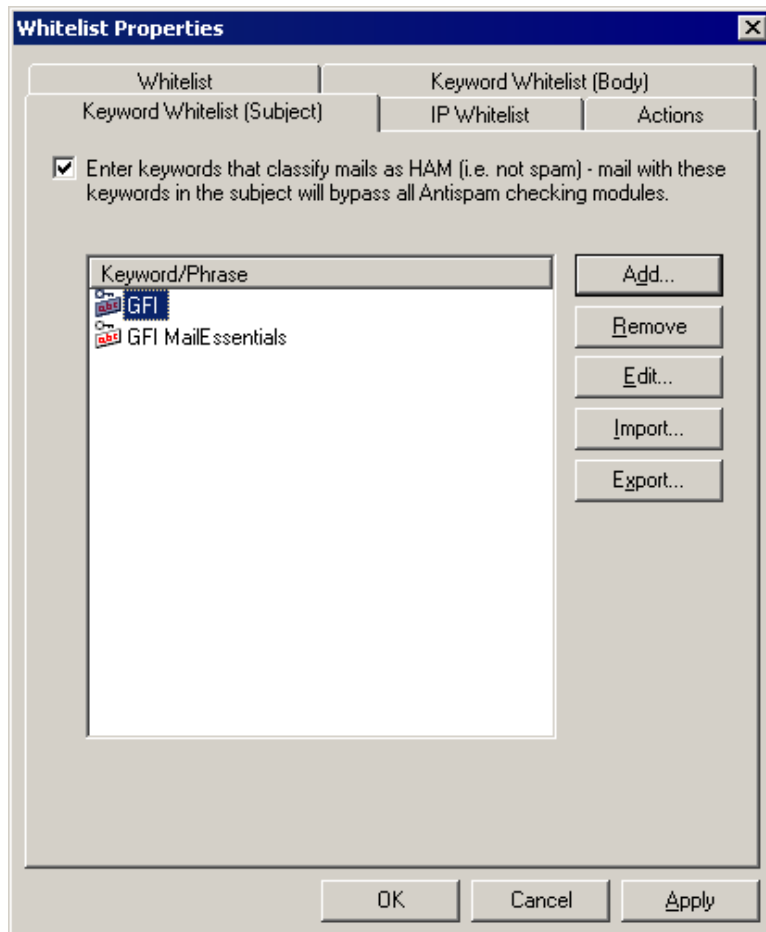 Whitelist Properties
Whitelist
Keyword Whitelist (Body)
Keyword Whitelist (Subject)
IP Whitelist
Actions
Enter keywords that classify mails as HAM (i.e. not spam) - mail with these
keywords in the subject will bypass all Antispam checking modules.
Keyword/Phrase
GFI
GFI MailEssentials
Add...
Remove
Edit...
Import...
Export...
OK
Cancel
Apply